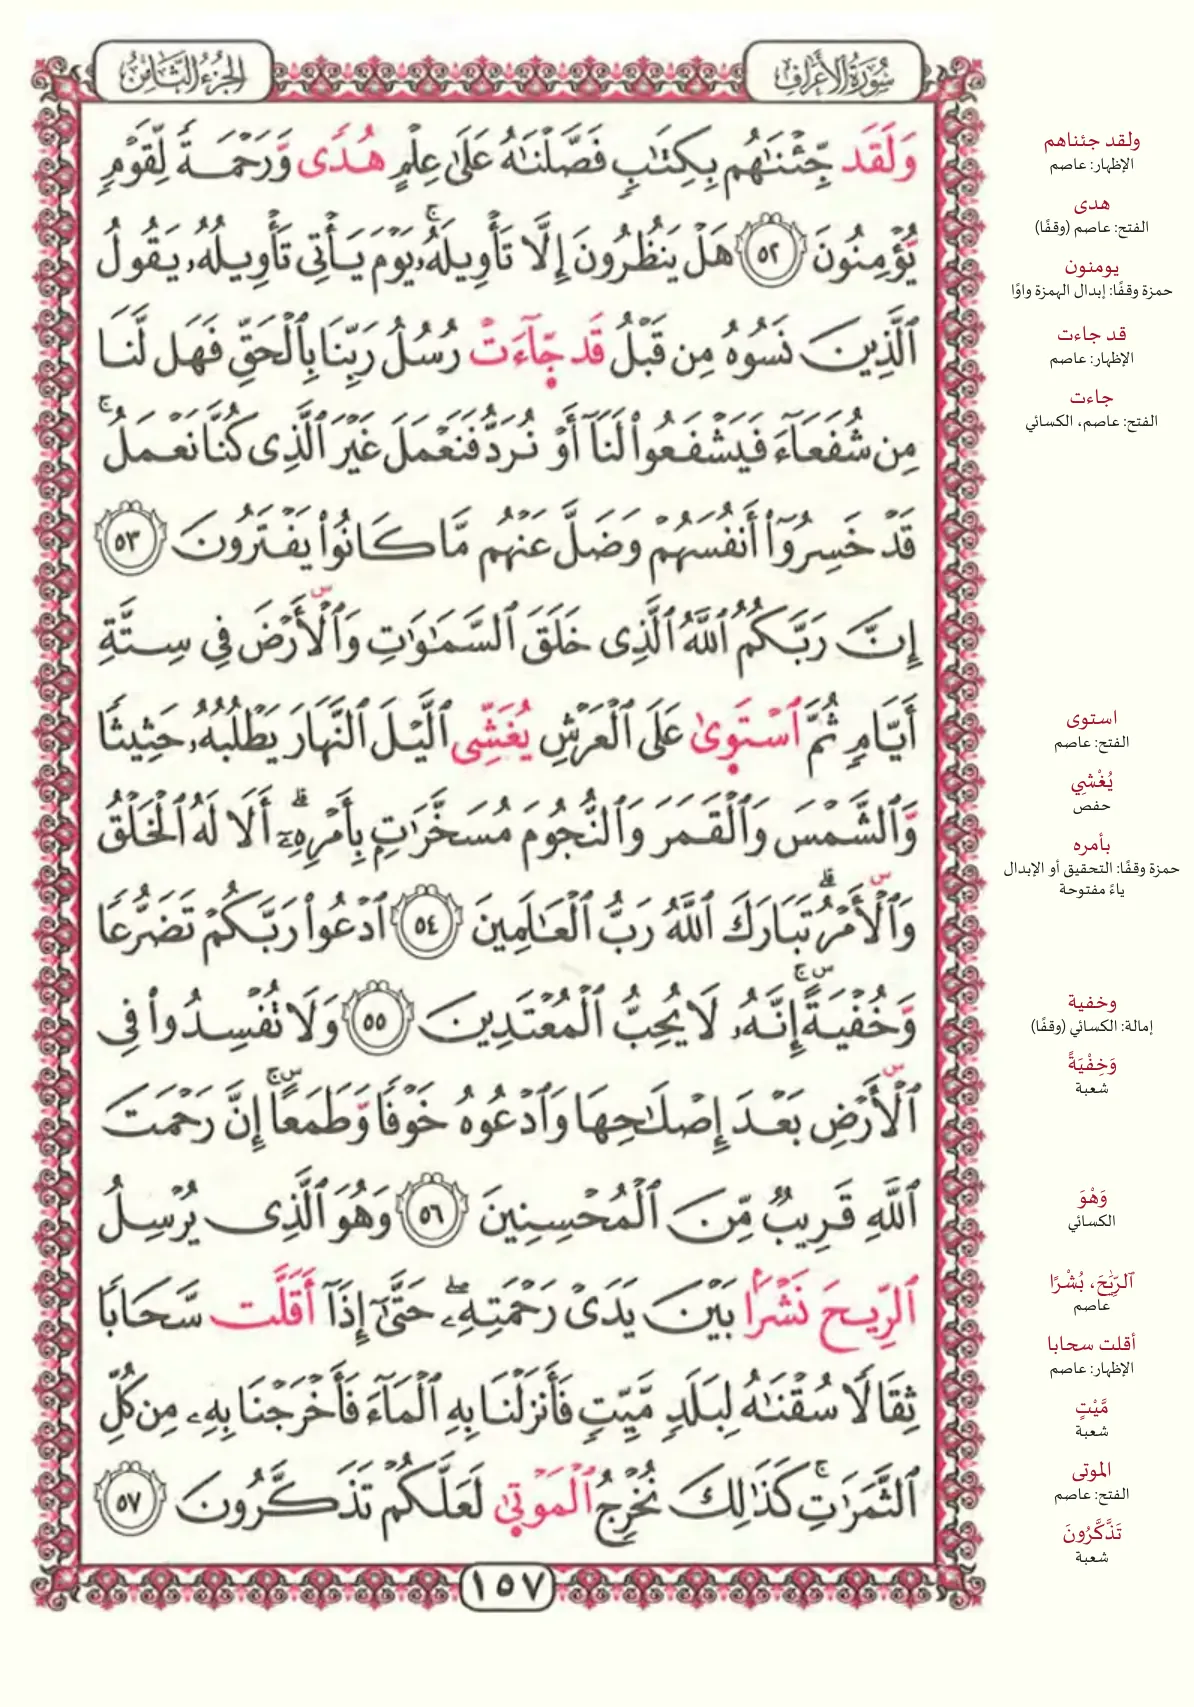 سُورَةُ الأَعۡرَافِ
الجُزءُ الثَّامِنُ
وَلَقَد جِّئۡنَٰهُم بِكِتَٰبٖ فَصَّلۡنَٰهُ عَلَىٰ عِلۡمٍ هُدٗى وَّرَحۡمَةٗ لِّقَوۡمٖ
يُّؤۡمِنُونَ ٥٢ هَلۡ يَنظُرُونَ إِلَّا تَأۡوِيلَهُۥۚ يَوۡمَ يَأۡتِي تَأۡوِيلُهُۥ يَقُولُ
ٱلَّذِينَ نَسُوهُ مِن قَبۡلُ قَد جَّآءَتۡ رُسُلُ رَبِّنَا بِٱلۡحَقِّ فَهَل لَّنَا
مِن شُفَعَآءَ فَيَشۡفَعُواْ لَنَآ أَوۡ نُرَدُّ فَنَعۡمَلَ غَيۡرَ ٱلَّذِي كُنَّا نَعۡمَلُۚ
قَدۡ خَسِرُوٓاْ أَنفُسَهُمۡ وَضَلَّ عَنۡهُم مَّا كَانُواْ يَفۡتَرُونَ ٥٣
إِنَّ رَبَّكُمُ ٱللَّهُ ٱلَّذِي خَلَقَ ٱلسَّمَٰوَٰتِ وَٱلۡأَرۡضَ فِي سِتَّةِ
أَيَّامٖ ثُمَّ ٱسۡتَوَىٰ عَلَى ٱلۡعَرۡشِ يُغَشِّي ٱلَّيۡلَ ٱلنَّهَارَ يَطۡلُبُهُۥ حَثِيثٗا
وَّٱلشَّمۡسَ وَٱلۡقَمَرَ وَٱلنُّجُومَ مُسَخَّرَٰتِۭ بِأَمۡرِهِۦٓۗ أَلَا لَهُ ٱلۡخَلۡقُ
وَٱلۡأَمۡرُۗ تَبَارَكَ ٱللَّهُ رَبُّ ٱلۡعَٰلَمِينَ ٥٤ ٱدۡعُواْ رَبَّكُمۡ تَضَرُّعٗا
وَّخُفۡيَةًۚ إِنَّهُۥ لَا يُحِبُّ ٱلۡمُعۡتَدِينَ ٥٥ وَلَا تُفۡسِدُواْ فِي
ٱلۡأَرۡضِ بَعۡدَ إِصۡلَٰحِهَا وَٱدۡعُوهُ خَوۡفٗا وَّطَمَعًاۚ إِنَّ رَحۡمَتَ
ٱللَّهِ قَرِيبٞ مِّنَ ٱلۡمُحۡسِنِينَ ٥٦ وَهُوَ ٱلَّذِي يُرۡسِلُ
ٱلرِّيحَ نَشۡرَۢا بَيۡنَ يَدَيۡ رَحۡمَتِهِۦۖ حَتَّىٰٓ إِذَآ أَقَلَّت سَّحَابٗا
ثِقَالٗا سُقۡنَٰهُ لِبَلَدٖ مَّيِّتٖ فَأَنزَلۡنَا بِهِ ٱلۡمَآءَ فَأَخۡرَجۡنَا بِهِۦ مِن كُلِّ
ٱلثَّمَرَٰتِۚ كَذَٰلِكَ نُخۡرِجُ ٱلۡمَوۡتَىٰ لَعَلَّكُمۡ تَذَكَّرُونَ ٥٧
١٥٧
ولقد جئناهم
الإظهار: عاصم
هدى
الفتح: عاصم (وقفًا)
يومنون
حمزة وقفًا: إبدال الهمزة واوًا
قد جاءت
الإظهار: عاصم
جاءت
الفتح: عاصم، الكسائي
استوى
الفتح: عاصم
يُغْشِي
حفص
بأمره
حمزة وقفًا: التحقيق أو الإبدال
ياءً مفتوحة
وخفية
إمالة: الكسائي (وقفًا)
وَخِفْيَةً
شعبة
وَهْوَ
الكسائي
ٱلرِّيَٰحَ، بُشْرًا
عاصم
أقلت سحابا
الإظهار: عاصم
مَّيْتٍ
شعبة
الموتى
الفتح: عاصم
تَذَّكَّرُونَ
شعبة